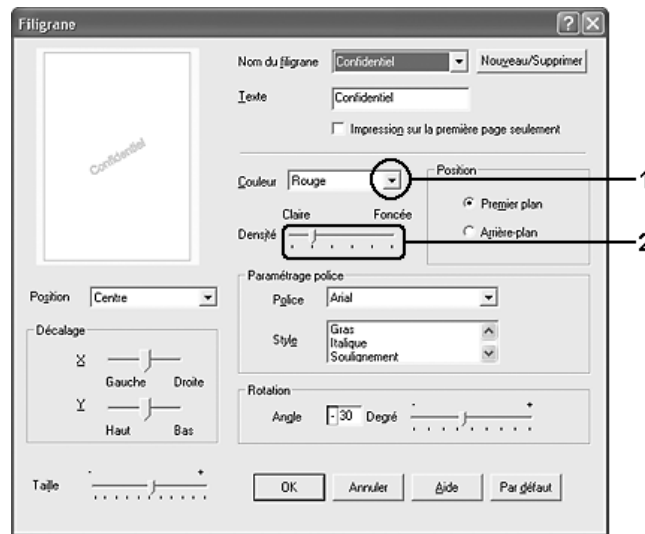 Filigrane
Nom du filigrane Confidentiel Nouveau/Supprimer
Texte Confidentiel
Impression sur la première page seulement
Confidentiel
Couleur Rouge 1
Position
Premier plan
Arrière-plan
Claire Foncée
Densité 2
Paramétrage police
Police Arial
Style Gras
Italique
Soulignement
Position Centre
Décalage
X
Gauche Droite
Y
Haut Bas
Rotation
Angle -30 Degré - +
Taille - +
OK Annuler Aide Par défaut